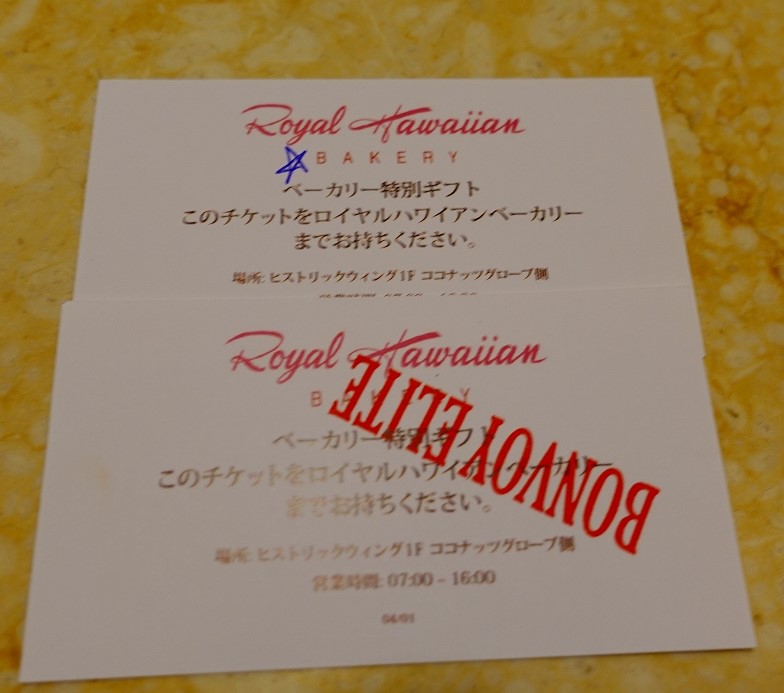 Royal Hawaiian
BAKERY
ベーカリー特別ギフト
このチケットをロイヤルハワイアンベーカリー
までお持ちください。
場所: ヒストリックウィング1F ココナッツグローブ側
Royal Hawaiian
BAKERY
BONVOY ELITE
ベーカリー特別ギフト
このチケットをロイヤルハワイアンベーカリー
までお持ちください。
場所: ヒストリックウィング1F ココナッツグローブ側
営業時間: 07:00 - 16:00